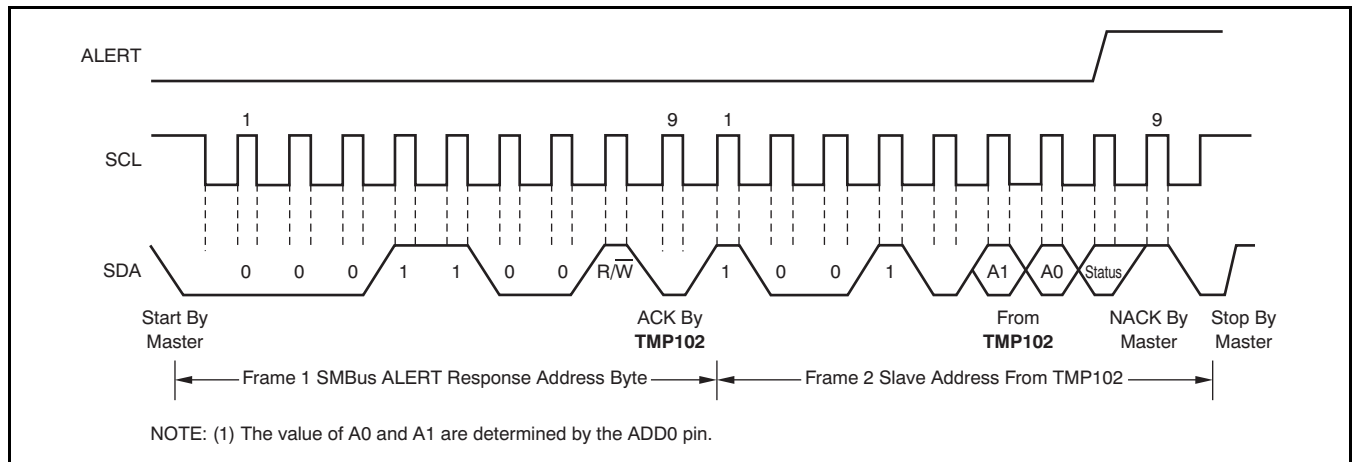 ALERT
1 9 1 9
SCL
SDA 0 0 0 1 1 0 0 R/W̅ 1 0 0 1 A1 A0 Status
Start By ACK By From NACK By Stop By
Master TMP102 TMP102 Master Master
Frame 1 SMBus ALERT Response Address Byte Frame 2 Slave Address From TMP102
NOTE: (1) The value of A0 and A1 are determined by the ADD0 pin.